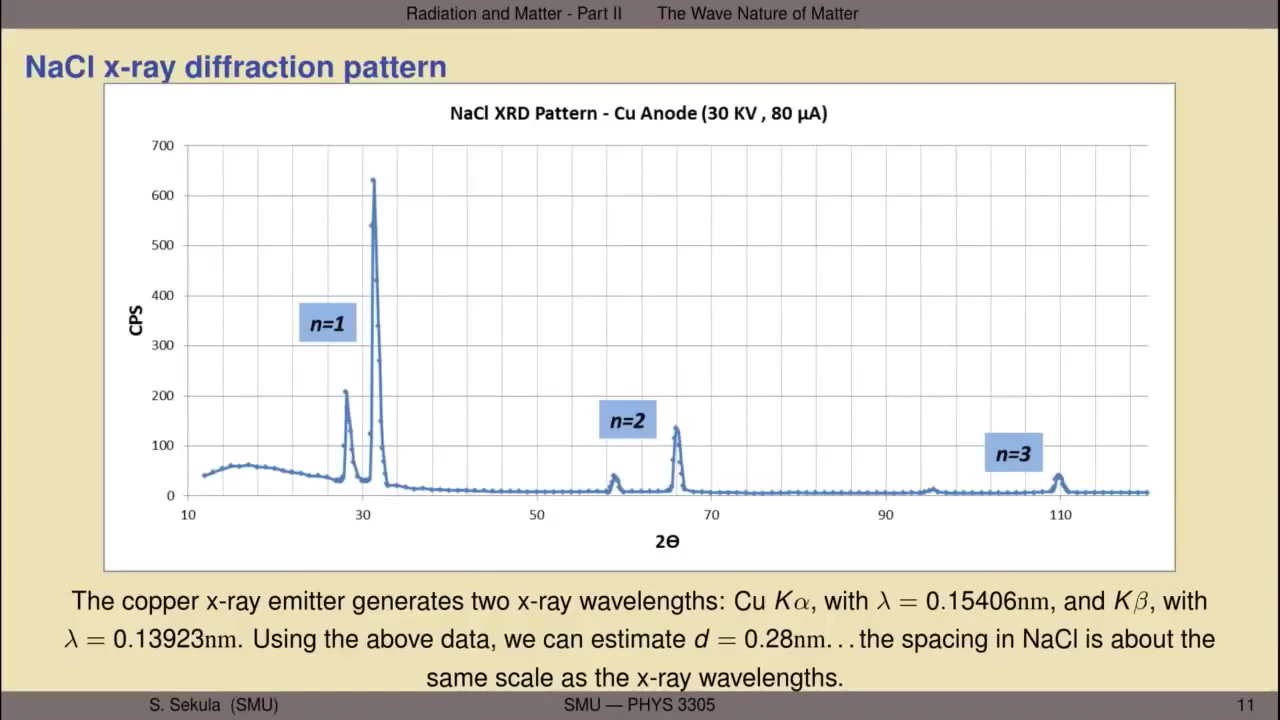 Radiation and Matter - Part II The Wave Nature of Matter
NaCl x-ray diffraction pattern
NaCl XRD Pattern - Cu Anode (30 KV , 80 µA)
700
600
500
400
300
200
100
0
CPS
n=1
n=2
n=3
10 30 50 70 90 110
2Θ
The copper x-ray emitter generates two x-ray wavelengths: Cu Kα, with λ = 0.15406nm, and Kβ, with
λ = 0.13923nm. Using the above data, we can estimate d = 0.28nm...the spacing in NaCl is about the
same scale as the x-ray wavelengths.
S. Sekula (SMU) SMU — PHYS 3305 11